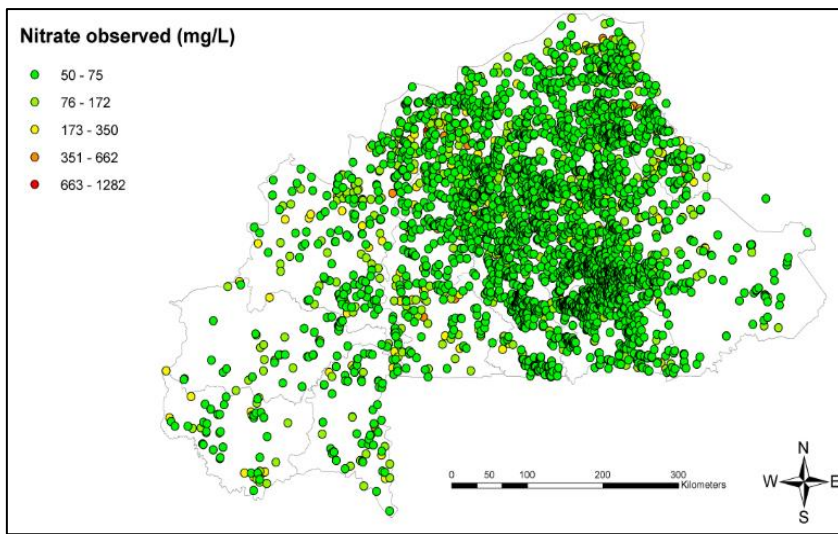 Nitrate observed (mg/L)
50 - 75
76 - 172
173 - 350
351 - 662
663 - 1282
0 50 100 200 300
Kilometers
N
W E
S